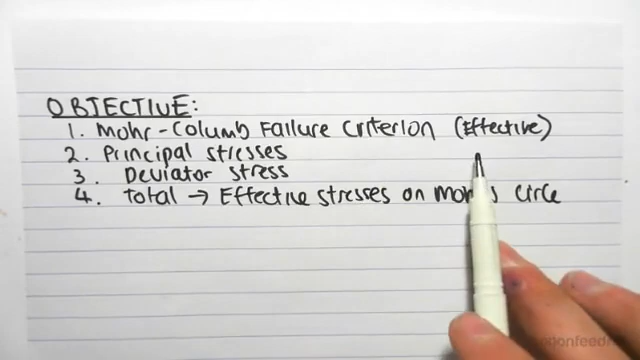 OBJECTIVE:
1. Mohr-Columb Failure Criterion (Effective)
2. Principal stresses
3. Deviator stress
4. Total → Effective stresses on Mohr's circle